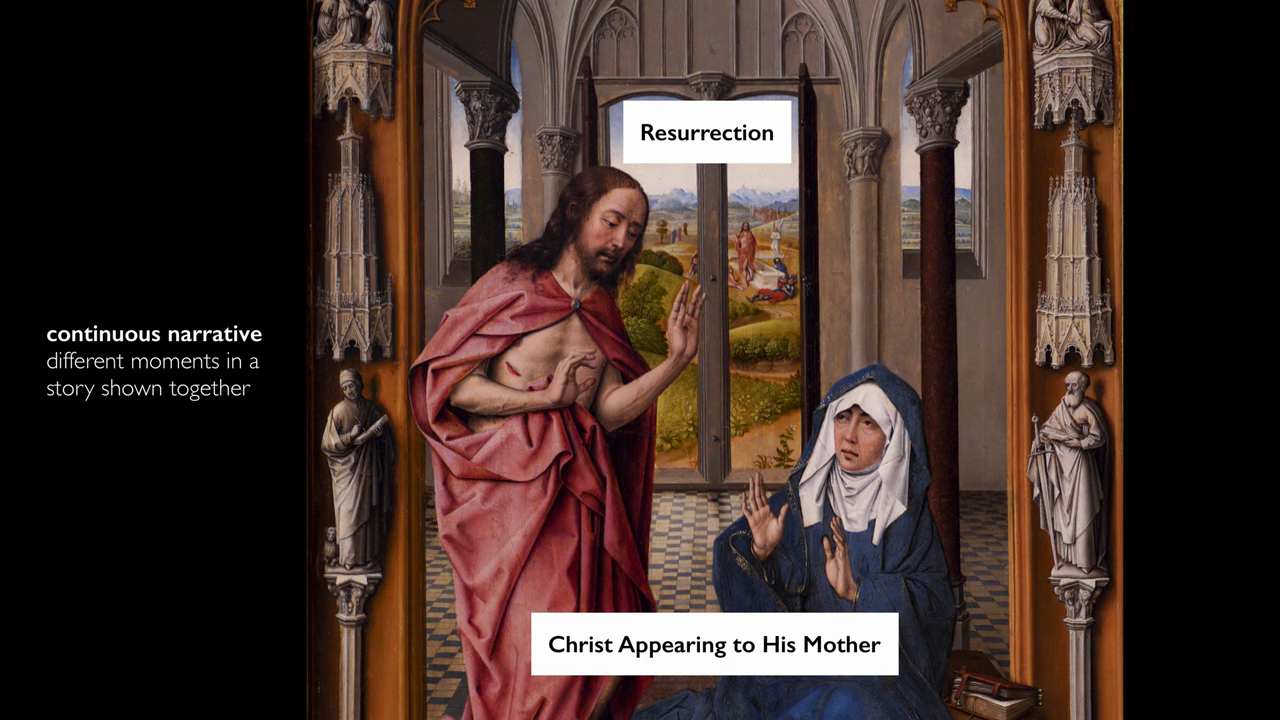 Resurrection
continuous narrative
different moments in a
story shown together
Christ Appearing to His Mother